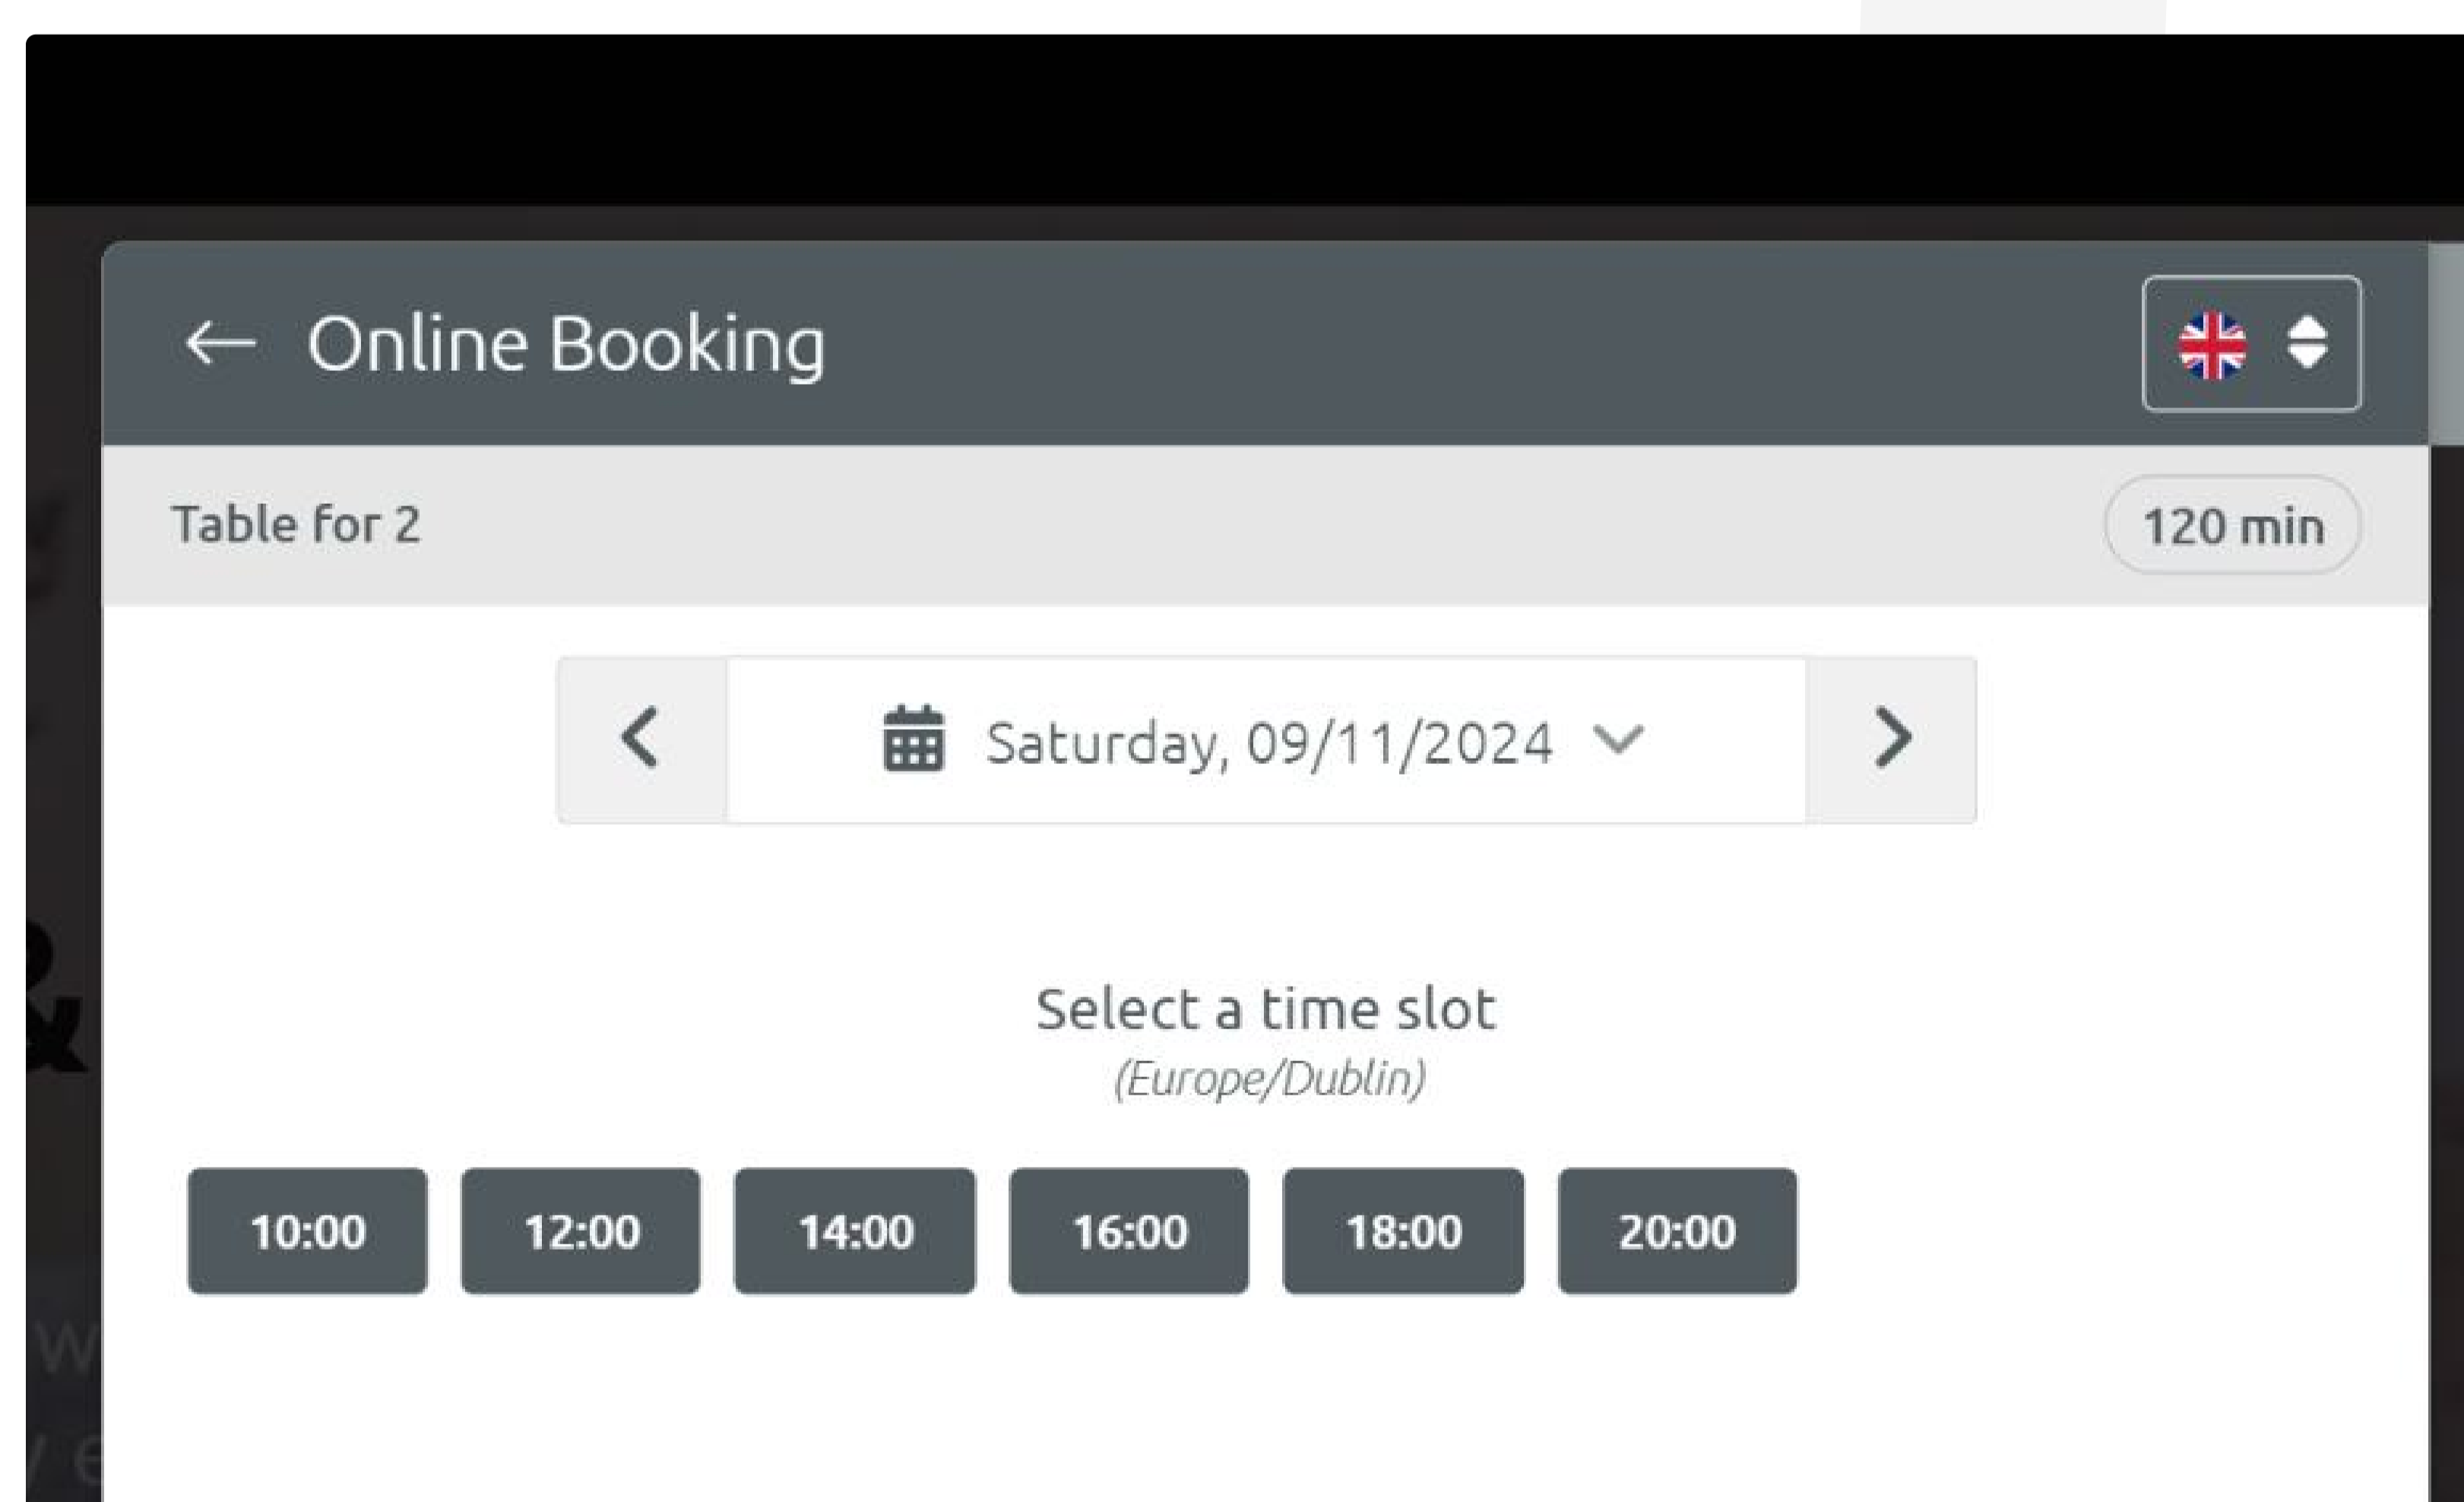 Online Booking
Table for 2
120 min
Saturday, 09/11/2024
Select a time slot
(Europe/Dublin)
10:00 12:00 14:00 16:00 18:00 20:00
&
w
y e